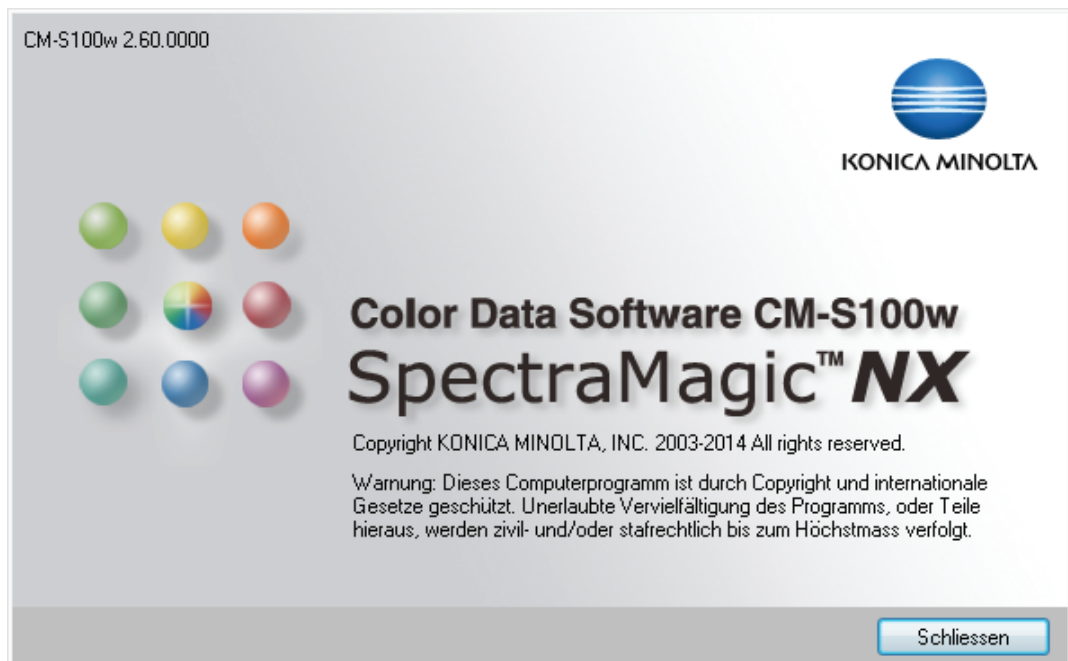 CM-S100w 2.60.0000
KONICA MINOLTA
Color Data Software CM-S100w
SpectraMagic™ NX
Copyright KONICA MINOLTA, INC. 2003-2014 All rights reserved.
Warnung: Dieses Computerprogramm ist durch Copyright und internationale
Gesetze geschützt. Unerlaubte Vervielfältigung des Programms, oder Teile
hieraus, werden zivil- und/oder stafrechtlich bis zum Höchstmass verfolgt.
Schliessen